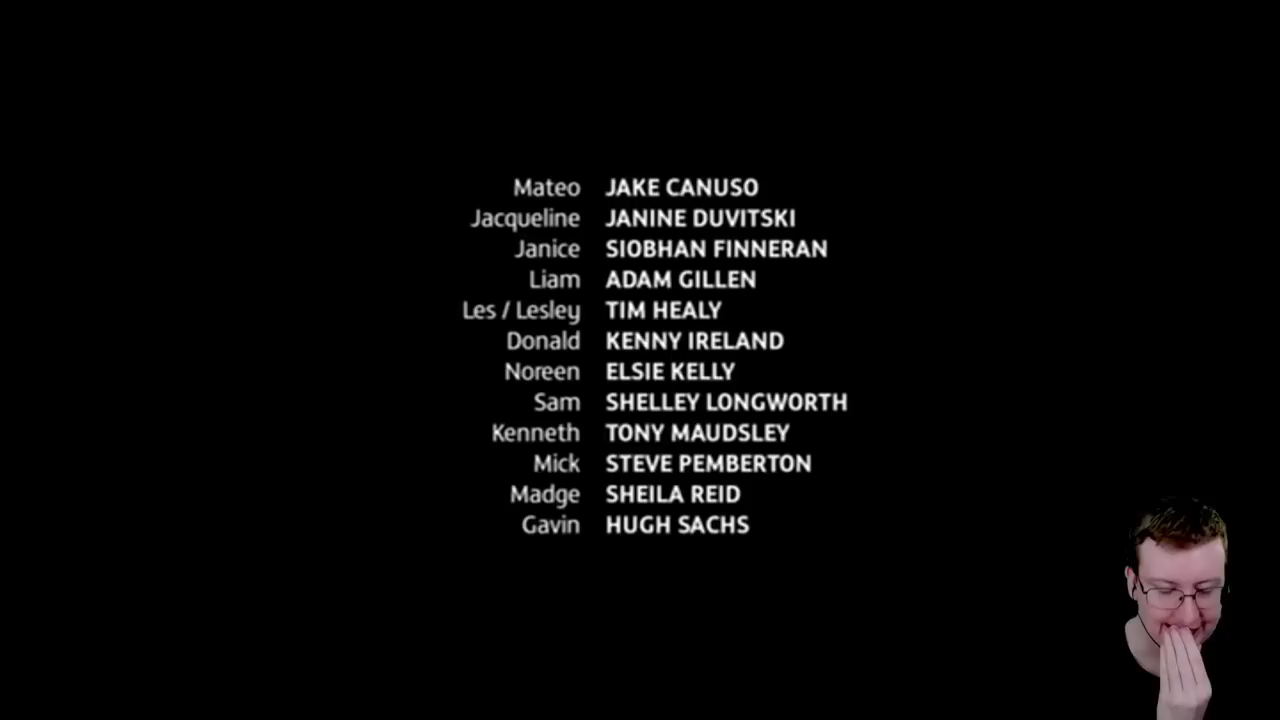 Mateo JAKE CANUSO
Jacqueline JANINE DUVITSKI
Janice SIOBHAN FINNERAN
Liam ADAM GILLEN
Les / Lesley TIM HEALY
Donald KENNY IRELAND
Noreen ELSIE KELLY
Sam SHELLEY LONGWORTH
Kenneth TONY MAUDSLEY
Mick STEVE PEMBERTON
Madge SHEILA REID
Gavin HUGH SACHS